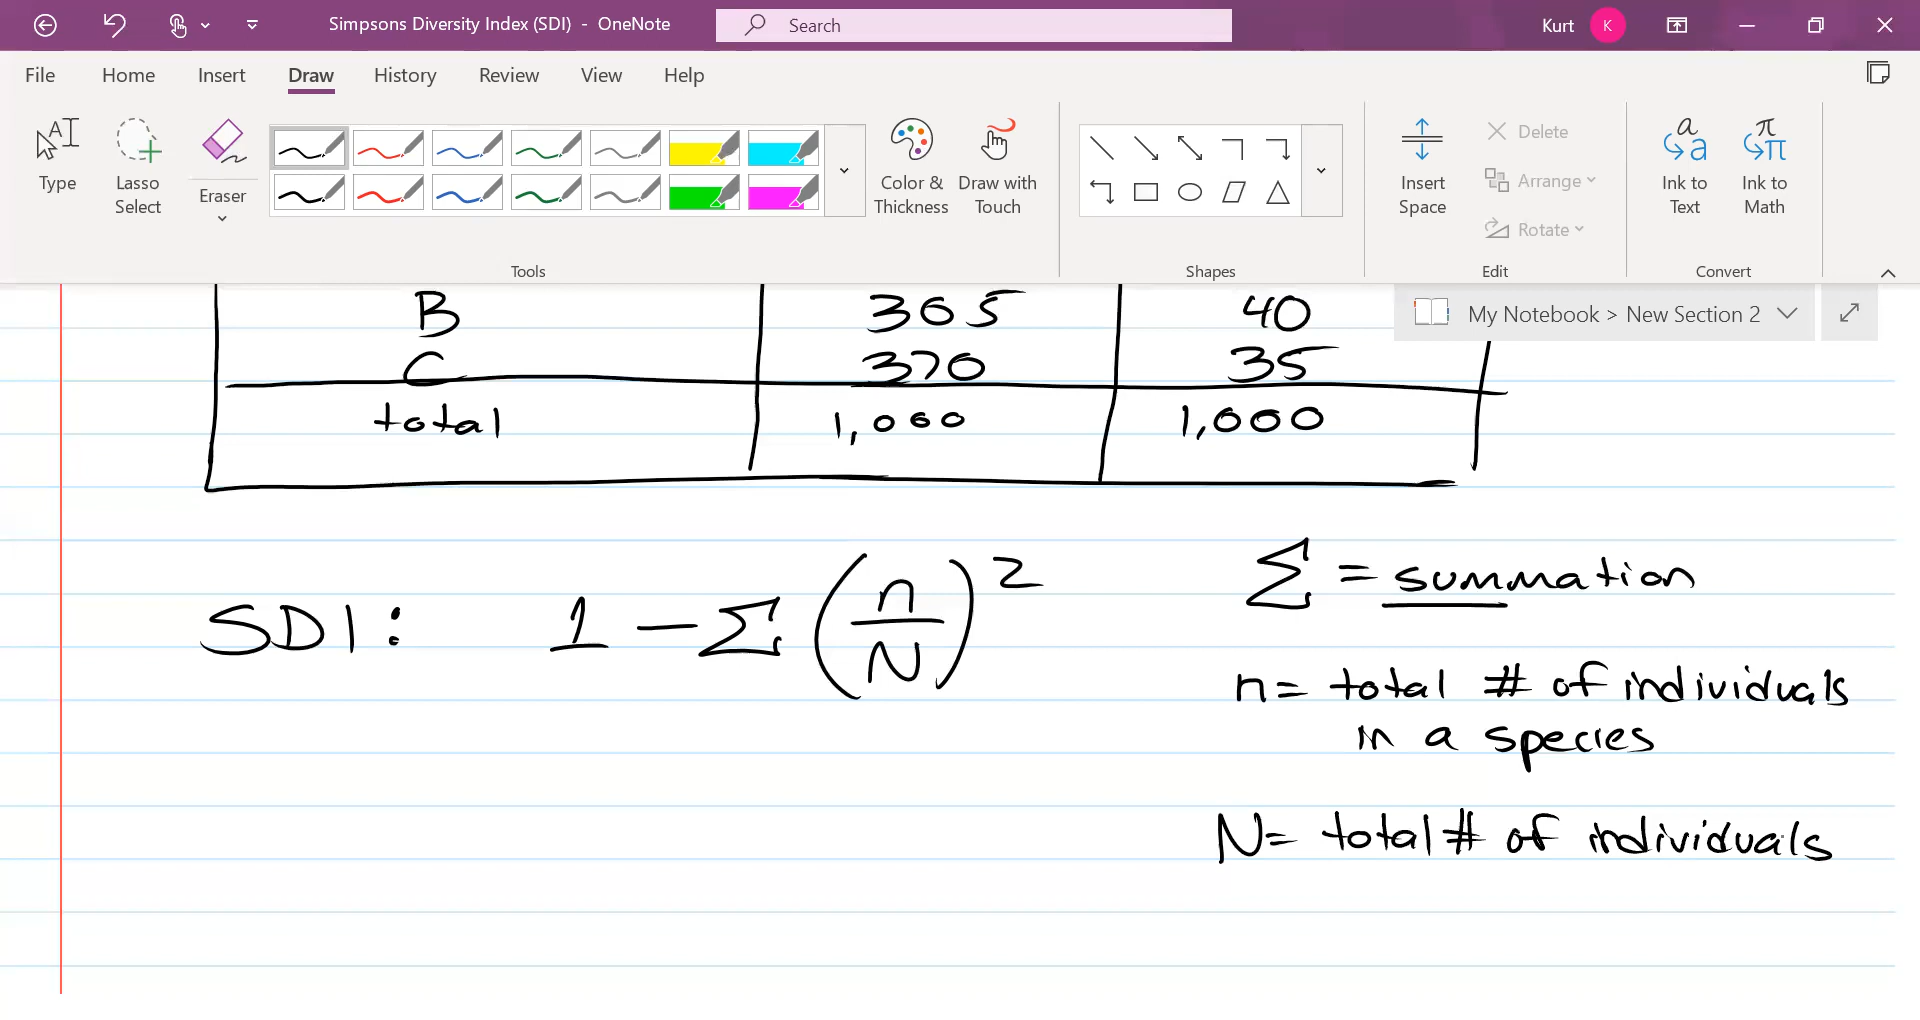 Simpsons Diversity Index (SDI) - OneNote
Search
Kurt K
File Home Insert Draw History Review View Help
Type
Lasso Select
Eraser
Color & Thickness
Draw with Touch
Insert Space
Delete
Arrange
Rotate
Ink to Text
Ink to Math
Tools Shapes Edit Convert
My Notebook > New Section 2
B 365 40
C 370 35
total 1,000 1,000
SDI: 1 - Σ (n/N)²
Σ = summation
n= total # of individuals
in a species
N= total # of individuals